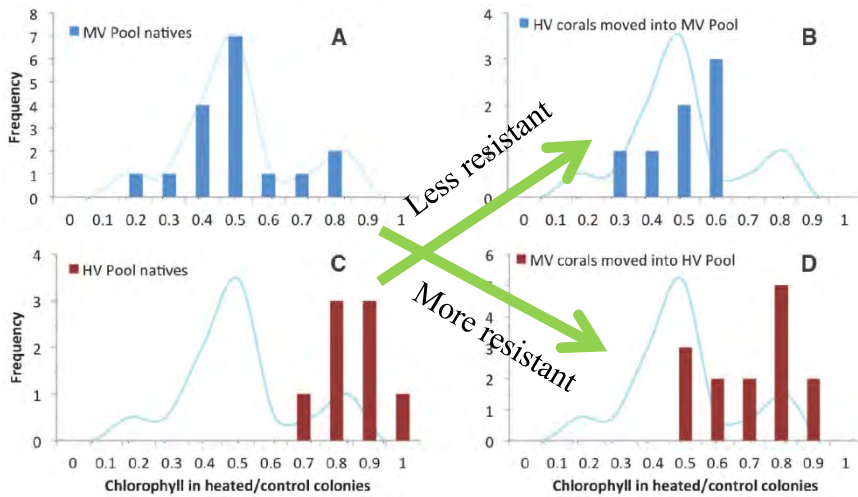 MV Pool natives
A
Frequency
8
7
6
5
4
3
2
1
0
0 0.1 0.2 0.3 0.4 0.5 0.6 0.7 0.8 0.9 1
HV corals moved into MV Pool
B
4
3
2
1
0
0 0.1 0.2 0.3 0.4 0.5 0.6 0.7 0.8 0.9 1
Less resistant
More resistant
HV Pool natives
C
Frequency
4
3
2
1
0
0 0.1 0.2 0.3 0.4 0.5 0.6 0.7 0.8 0.9 1
Chlorophyll in heated/control colonies
MV corals moved into HV Pool
D
6
5
4
3
2
1
0
0 0.1 0.2 0.3 0.4 0.5 0.6 0.7 0.8 0.9 1
Chlorophyll in heated/control colonies